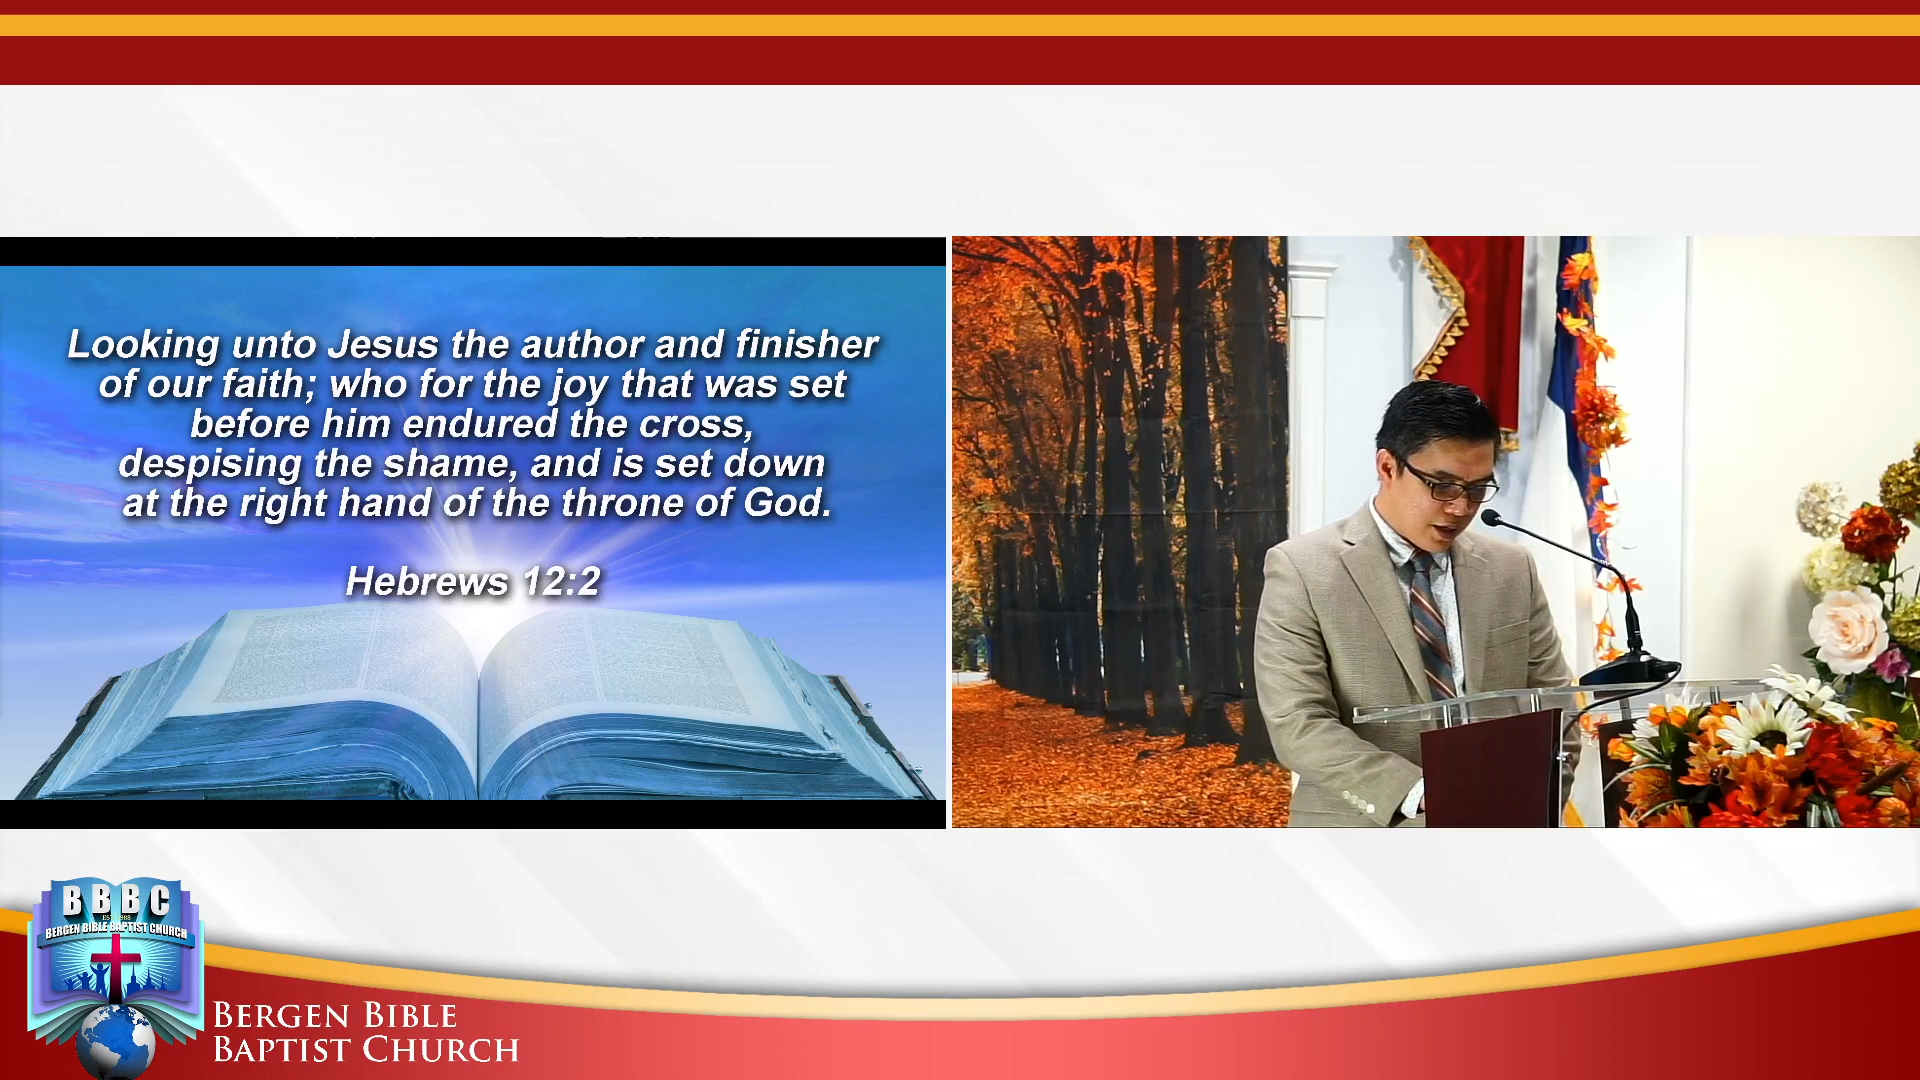 Looking unto Jesus the author and finisher
of our faith; who for the joy that was set
before him endured the cross,
despising the shame, and is set down
at the right hand of the throne of God.
Hebrews 12:2
BBBC
BERGEN BIBLE BAPTIST CHURCH
BERGEN BIBLE
BAPTIST CHURCH